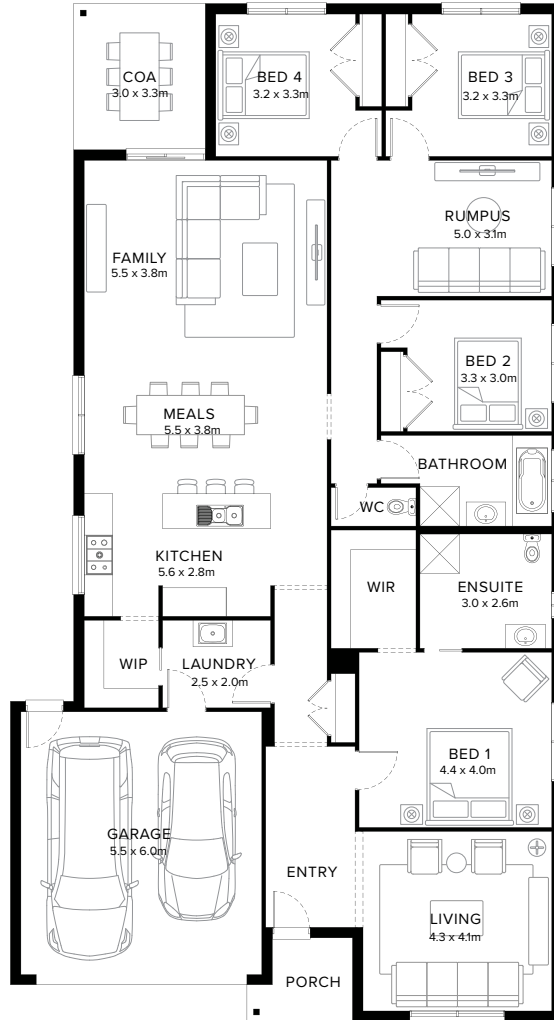 COA
3.0 x 3.3m
BED 4
3.2 x 3.3m
BED 3
3.2 x 3.3m
RUMPUS
5.0 x 3.1m
FAMILY
5.5 x 3.8m
BED 2
3.3 x 3.0m
MEALS
5.5 x 3.8m
BATHROOM
WC
KITCHEN
5.6 x 2.8m
WIR
ENSUITE
3.0 x 2.6m
WIP
LAUNDRY
2.5 x 2.0m
BED 1
4.4 x 4.0m
GARAGE
5.5 x 6.0m
ENTRY
LIVING
4.3 x 4.1m
PORCH